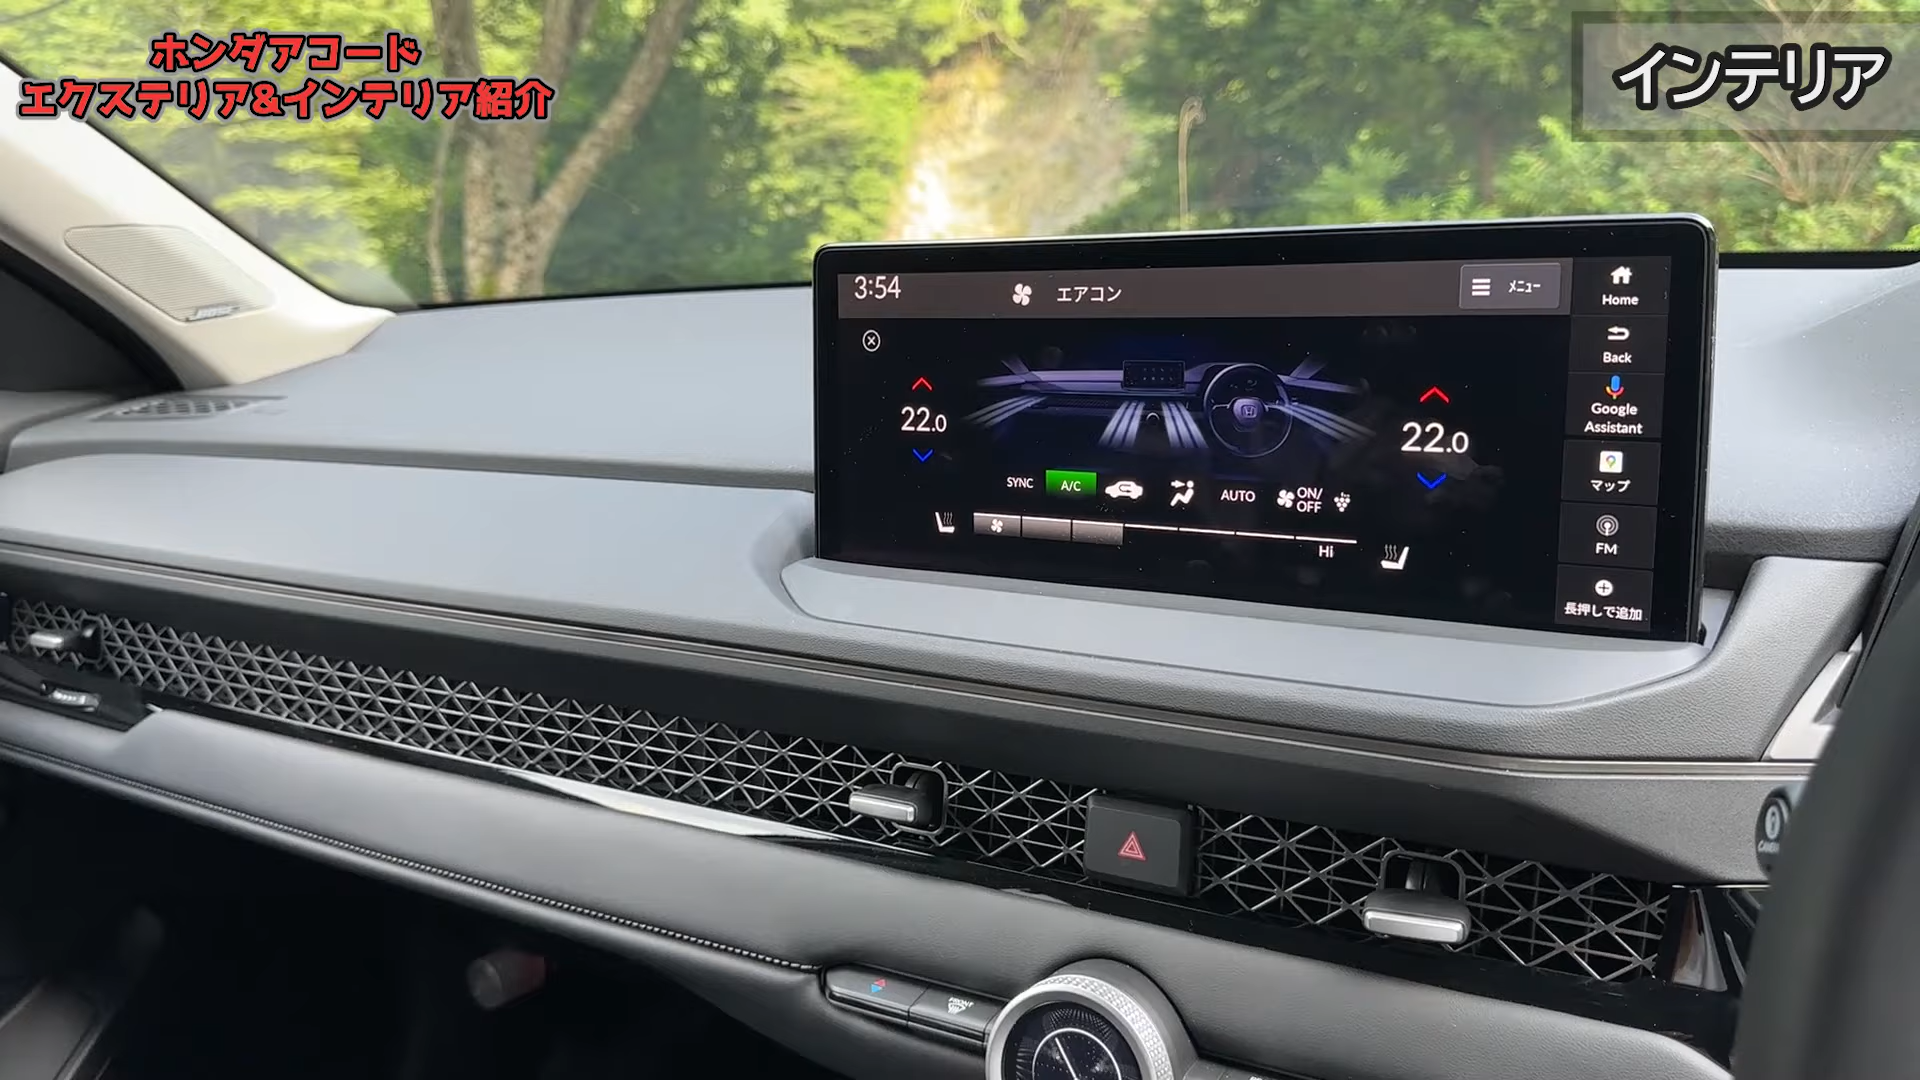 ホンダアコード
エクステリア&インテリア紹介
インテリア
BOSE
3:54
エアコン
メニュー
Home
Back
Google
Assistant
マップ
FM
長押しで追加
22.0
22.0
SYNC
A/C
AUTO
ON/
OFF
Hi
FRONT